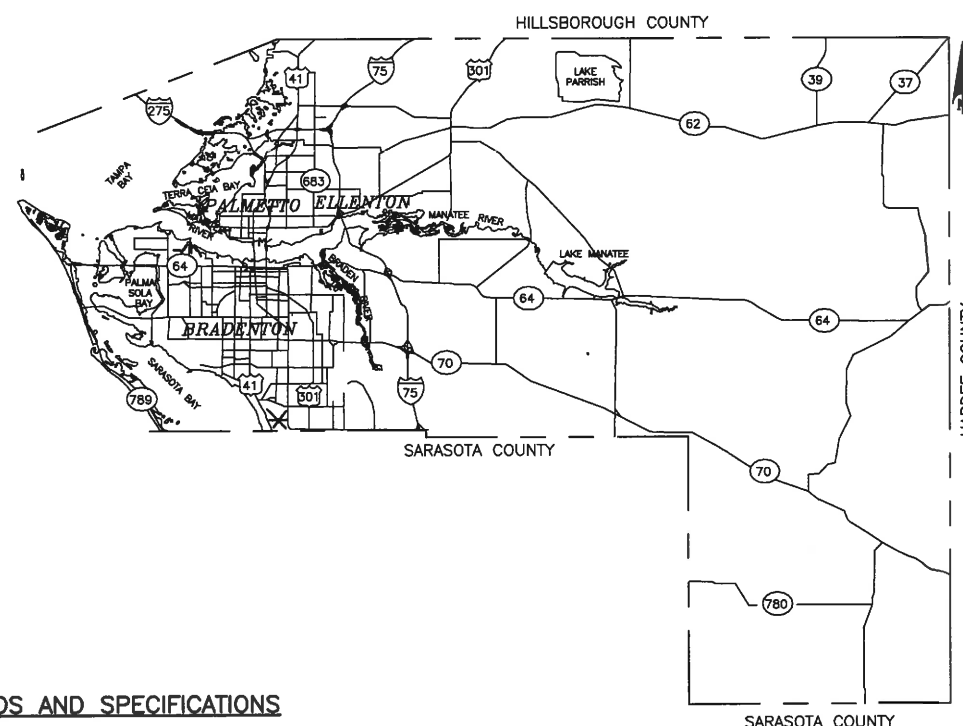 HILLSBOROUGH COUNTY
41
75
301
LAKE
PARRISH
39
37
275
62
TAMPA
BAY
TERRA CEIA BAY
683
PALMETTO
ELLENTON
MANATEE RIVER
RIVER
64
LAKE MANATEE
BRADEN
RIVER
PALMA
SOLA
BAY
64
64
BRADENTON
70
SARASOTA BAY
789
41
301
75
SARASOTA COUNTY
70
780
DS AND SPECIFICATIONS
SARASOTA COUNTY